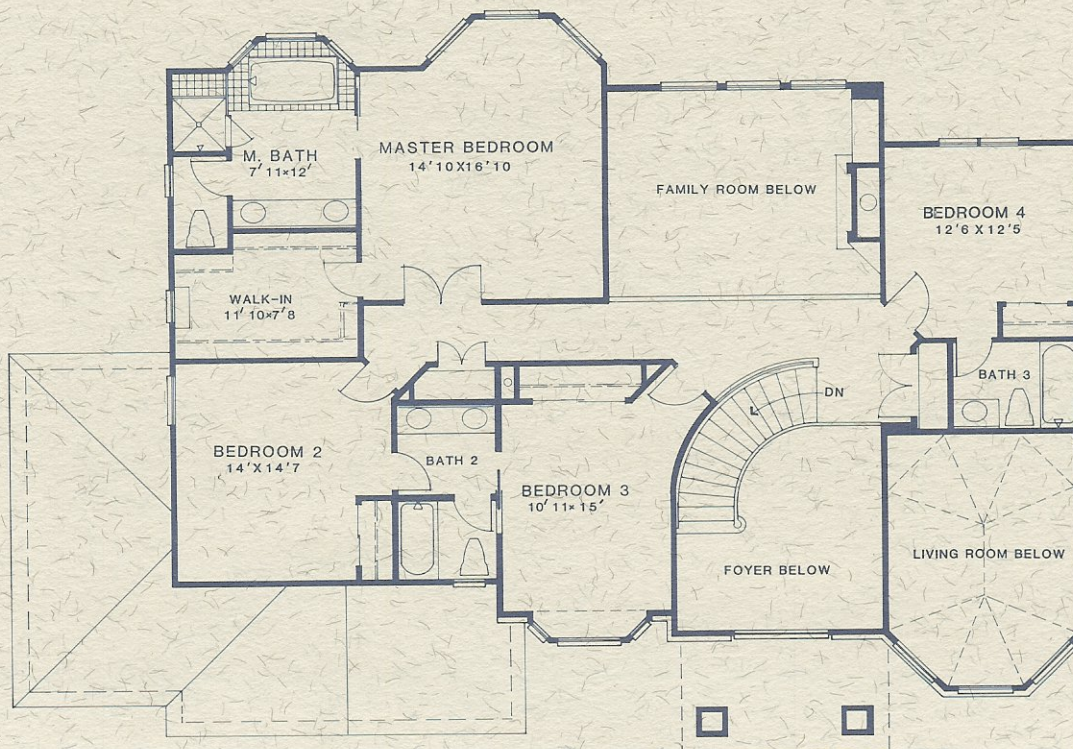 M. BATH
7' 11×12'
MASTER BEDROOM
14'10X16'10
FAMILY ROOM BELOW
BEDROOM 4
12'6 X 12'5
WALK-IN
11' 10×7'8
BATH 3
DN
BEDROOM 2
14'X14'7
BATH 2
BEDROOM 3
10' 11× 15'
FOYER BELOW
LIVING ROOM BELOW